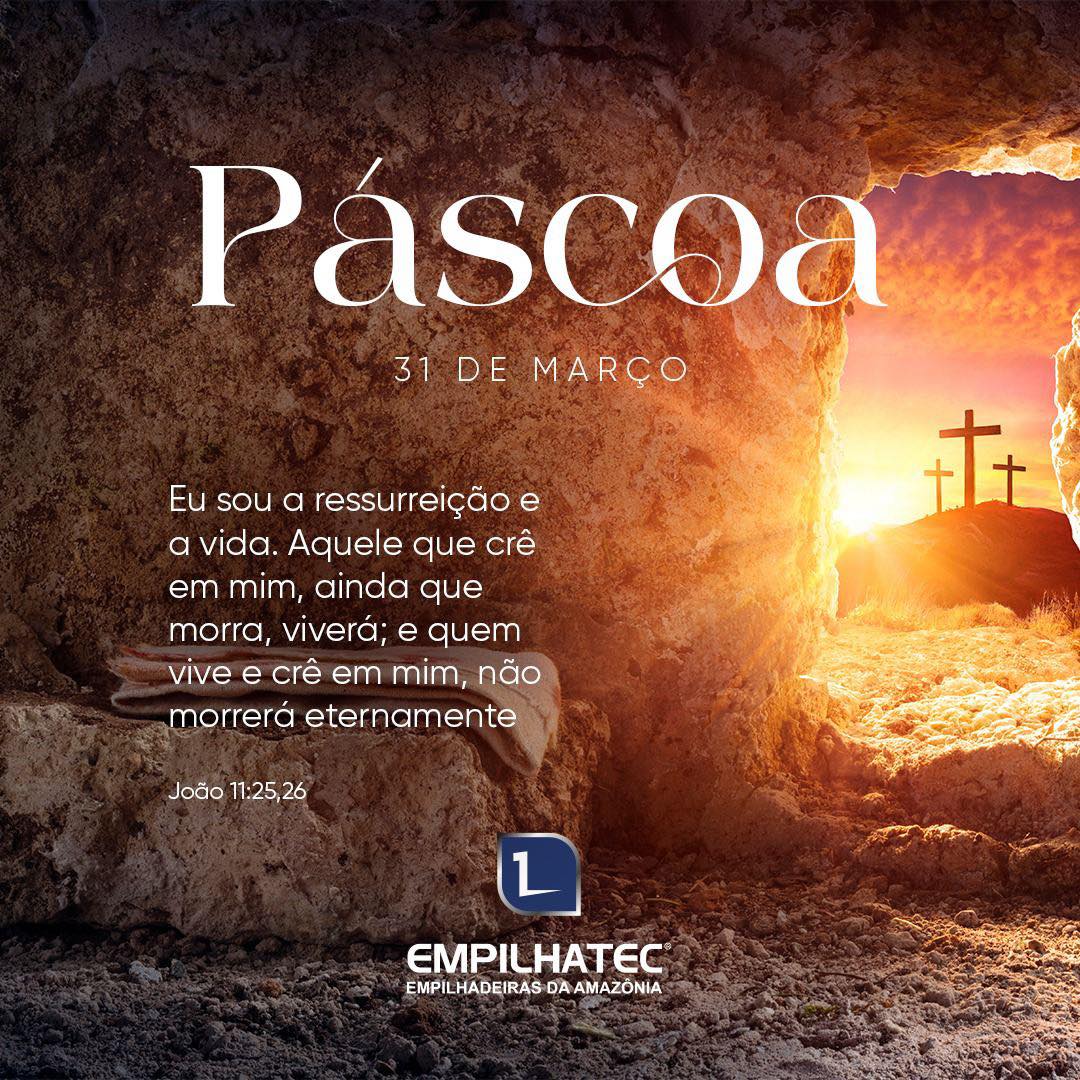 Páscoa
31 DE MARÇO
Eu sou a ressurreição e
a vida. Aquele que crê
em mim, ainda que
morra, viverá; e quem
vive e crê em mim, não
morrerá eternamente
João 11:25,26
L
EMPILHATEC®
EMPILHADEIRAS DA AMAZÔNIA